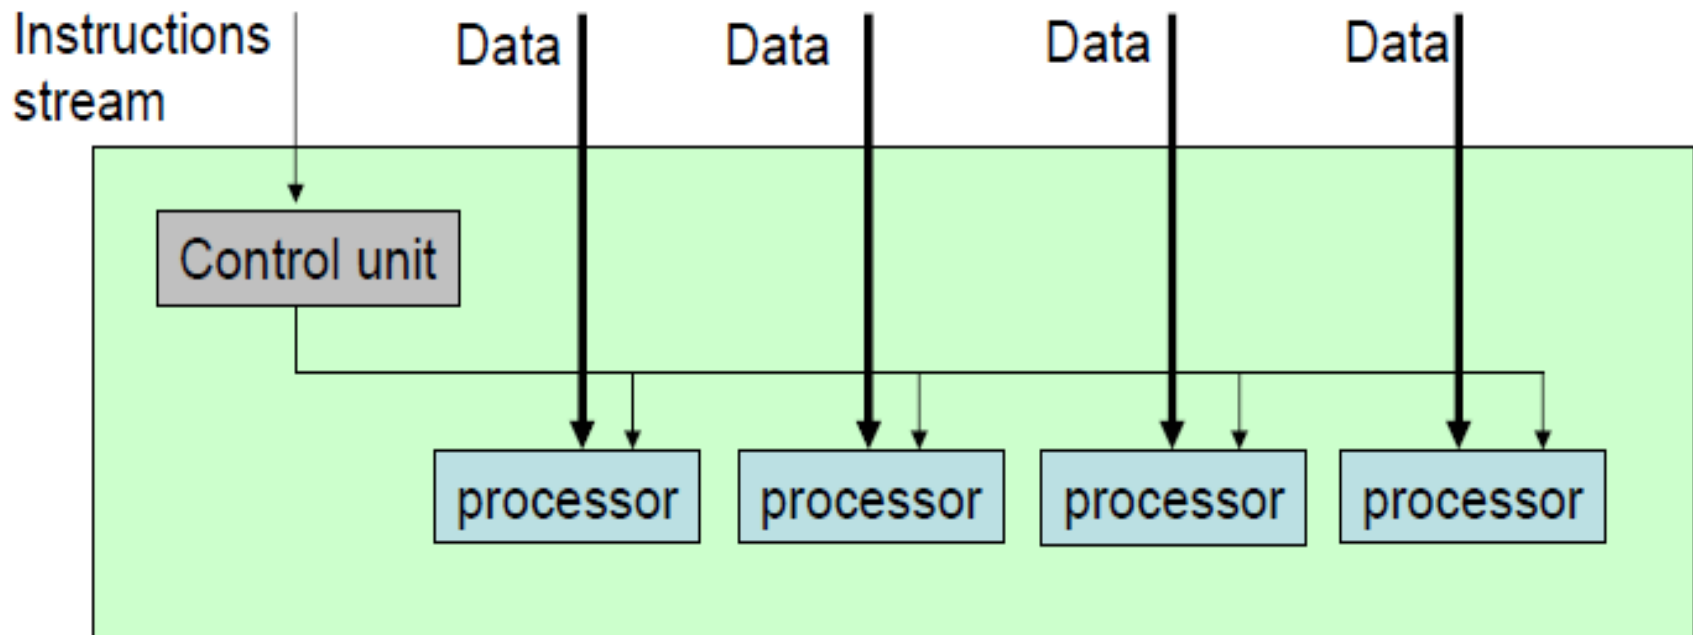 Instructions
stream
Data
Data
Data
Data
Control unit
processor
processor
processor
processor